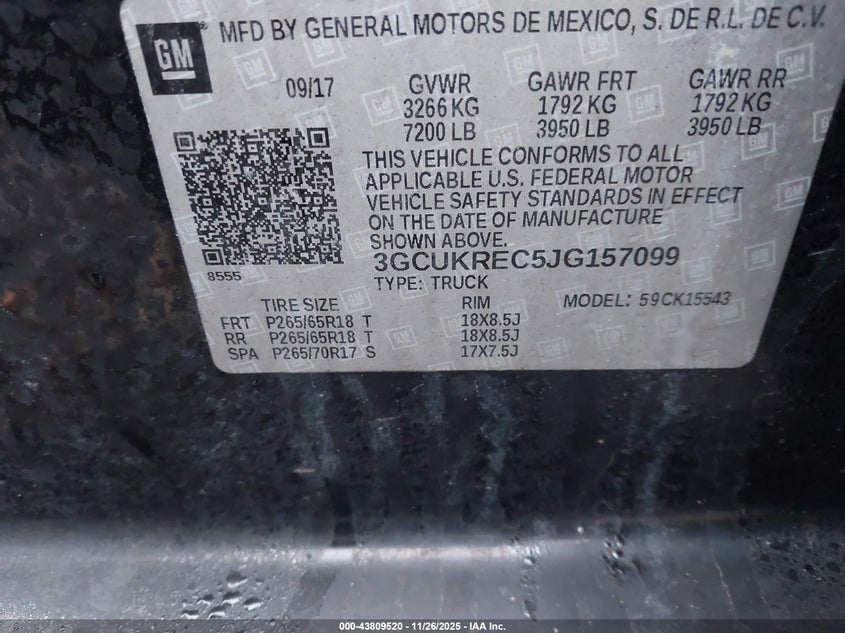 GM
MFD BY GENERAL MOTORS DE MEXICO, S. DE R.L. DE C.V.
09/17 GVWR GAWR FRT GAWR RR
3266 KG 1792 KG 1792 KG
7200 LB 3950 LB 3950 LB
THIS VEHICLE CONFORMS TO ALL
APPLICABLE U.S. FEDERAL MOTOR
VEHICLE SAFETY STANDARDS IN EFFECT
ON THE DATE OF MANUFACTURE
SHOWN ABOVE.
8555
3GCUKREC5JG157099
TYPE: TRUCK
TIRE SIZE RIM MODEL: 59CK15543
FRT P265/65R18 T 18X8.5J
RR P265/65R18 T 18X8.5J
SPA P265/70R17 S 17X7.5J
000-43809520 - 11/26/2025 - IAA Inc.